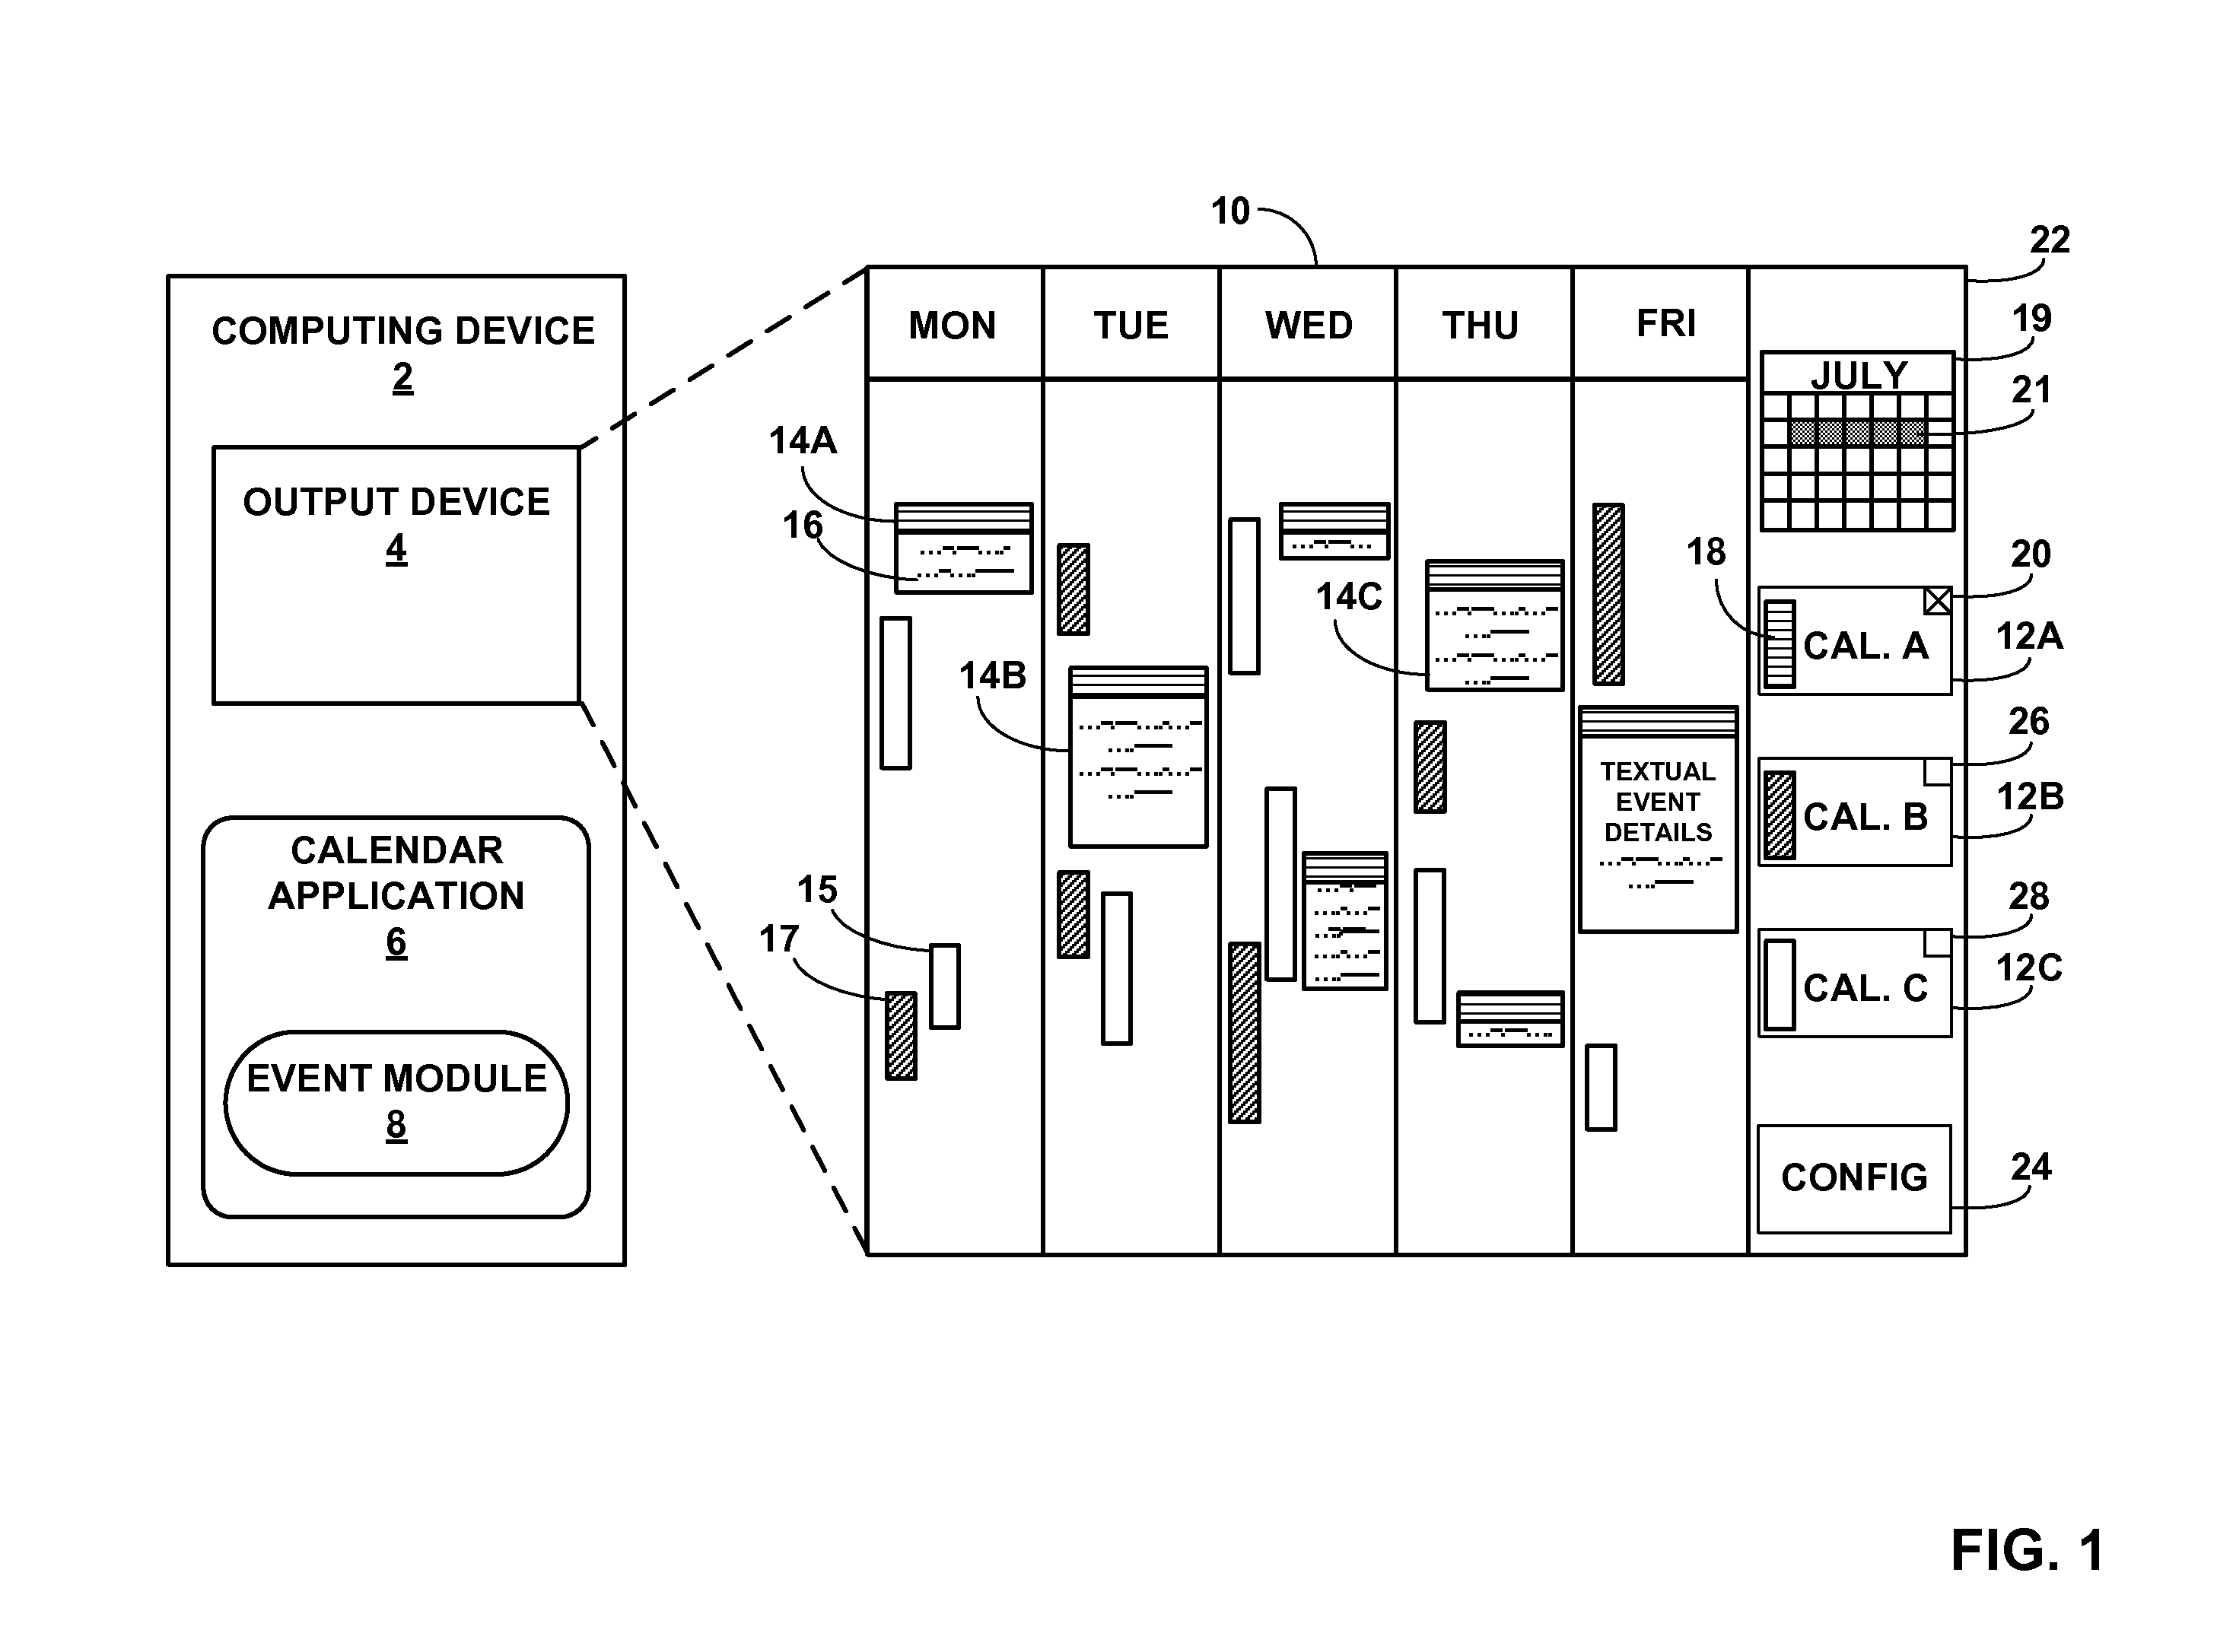 COMPUTING DEVICE
2
OUTPUT DEVICE
4
CALENDAR
APPLICATION
6
EVENT MODULE
8
10
22
MON
TUE
WED
THU
FRI
19
JULY
21
14A
16
14B
14C
15
17
TEXTUAL
EVENT
DETAILS
18
20
CAL. A
12A
26
CAL. B
12B
28
CAL. C
12C
CONFIG
24
FIG. 1